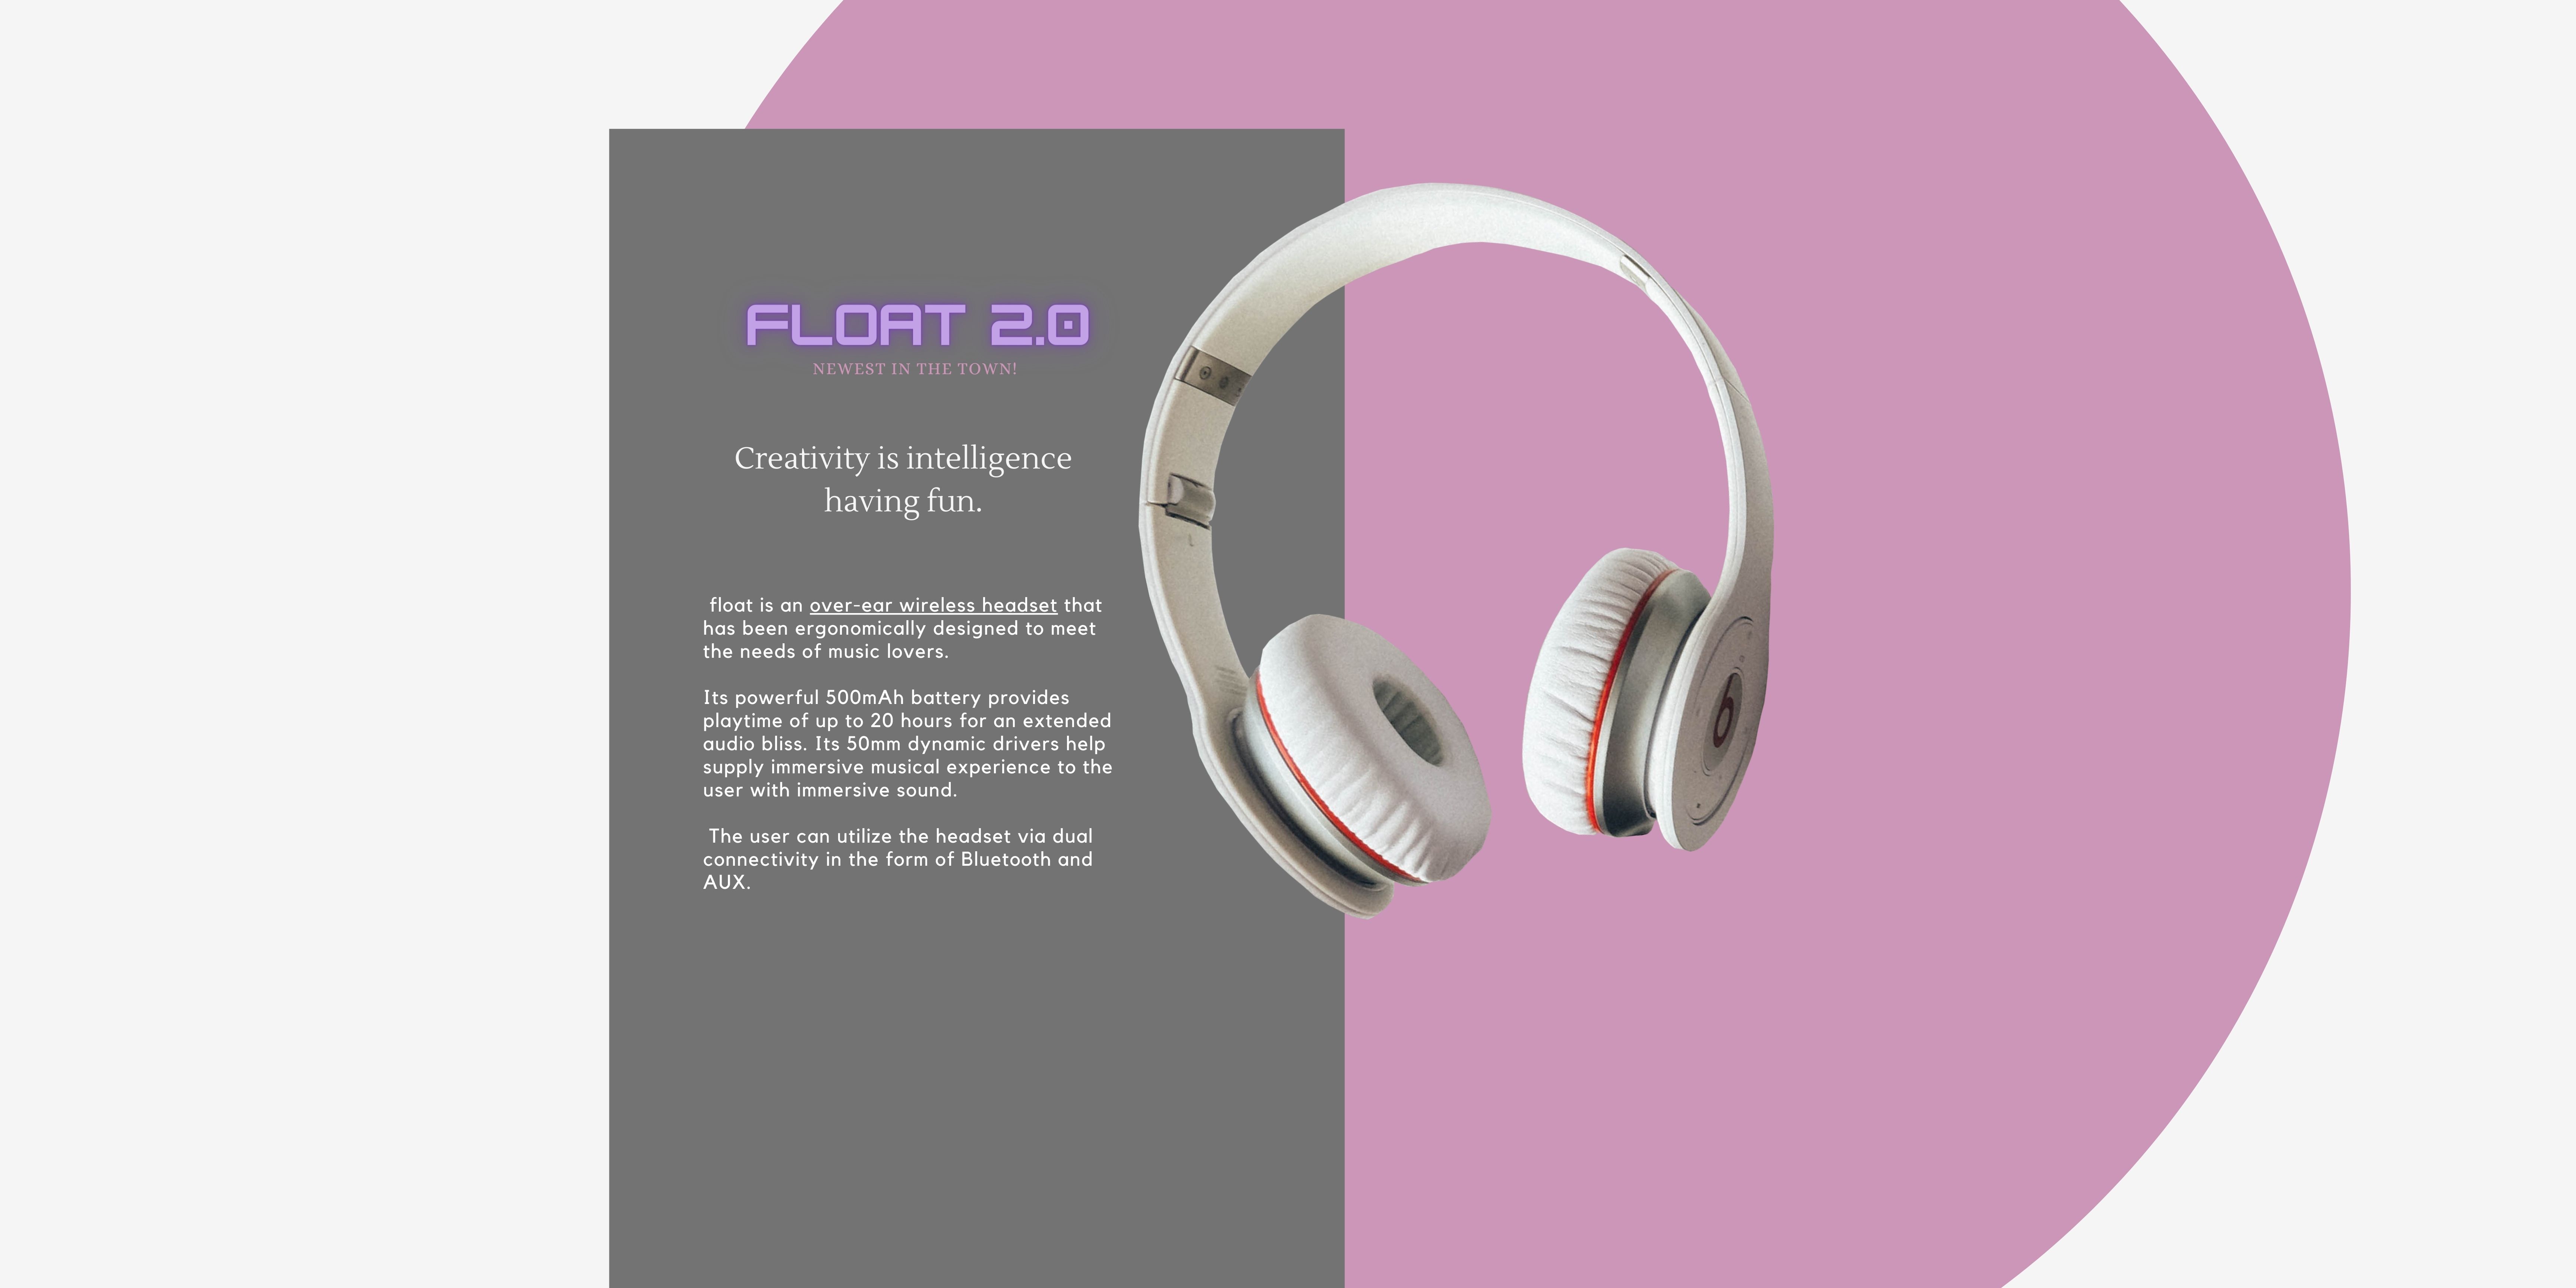 FLOAT 2.0
NEWEST IN THE TOWN!
Creativity is intelligence
having fun.
float is an over-ear wireless headset that
has been ergonomically designed to meet
the needs of music lovers.
Its powerful 500mAh battery provides
playtime of up to 20 hours for an extended
audio bliss. Its 50mm dynamic drivers help
supply immersive musical experience to the
user with immersive sound.
The user can utilize the headset via dual
connectivity in the form of Bluetooth and
AUX.
L
b